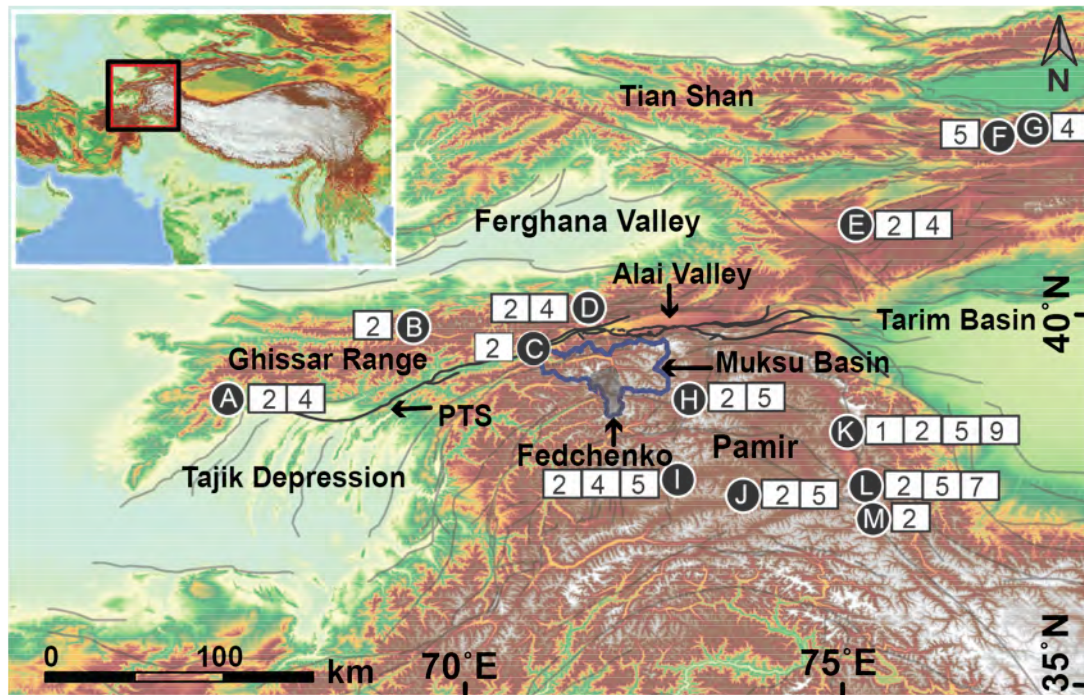 N
Tian Shan
5 F G 4
E 2 4
Ferghana Valley
Alai Valley
2 4 D
40°N
2 B
Tarim Basin
2 C
Ghissar Range
Muksu Basin
A 2 4
H 2 5
PTS
K 1 2 5 9
Pamir
Fedchenko
Tajik Depression
2 4 5 I
J 2 5
L 2 5 7
M 2
0 100
km
70°E
75°E
35°N